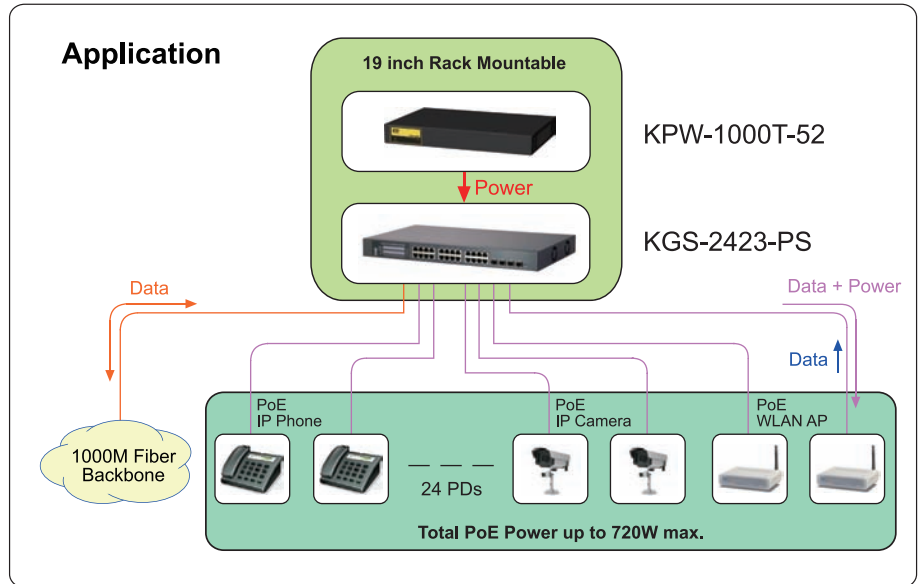 Application
19 inch Rack Mountable
KPW-1000T-52
Power
KGS-2423-PS
Data
Data + Power
Data
PoE
IP Phone
PoE
IP Camera
PoE
WLAN AP
1000M Fiber
Backbone
24 PDs
Total PoE Power up to 720W max.